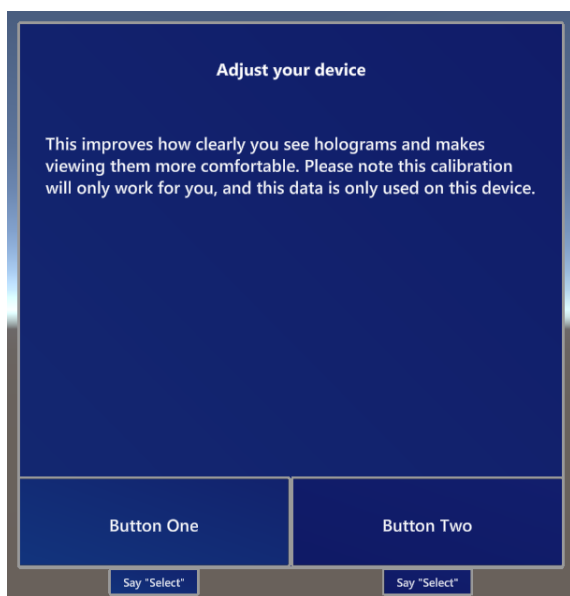 Adjust your device
This improves how clearly you see holograms and makes
viewing them more comfortable. Please note this calibration
will only work for you, and this data is only used on this device.
Button One
Button Two
Say "Select"
Say "Select"